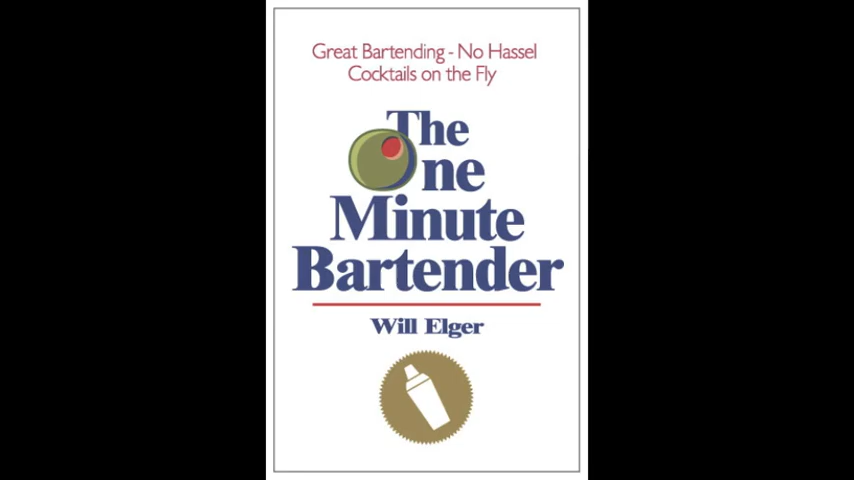 Great Bartending - No Hassel
Cocktails on the Fly
The
One
Minute
Bartender
Will Elger